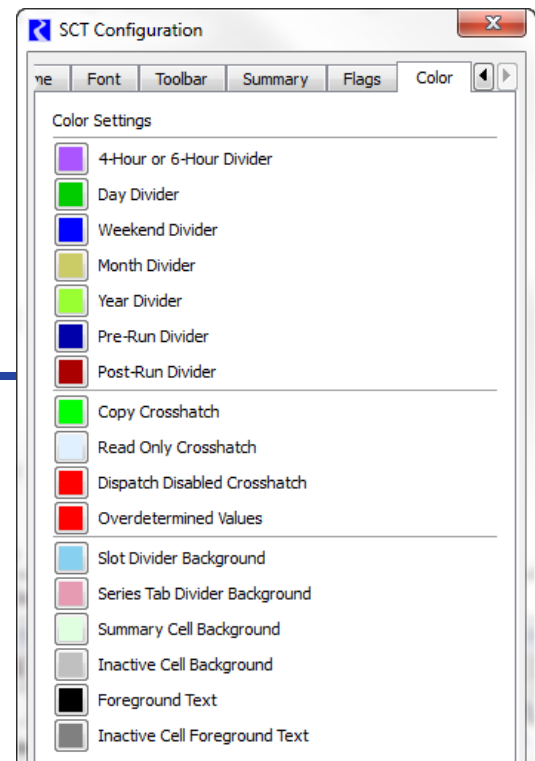 SCT Configuration
me Font Toolbar Summary Flags Color
Color Settings
4-Hour or 6-Hour Divider
Day Divider
Weekend Divider
Month Divider
Year Divider
Pre-Run Divider
Post-Run Divider
Copy Crosshatch
Read Only Crosshatch
Dispatch Disabled Crosshatch
Overdetermined Values
Slot Divider Background
Series Tab Divider Background
Summary Cell Background
Inactive Cell Background
Foreground Text
Inactive Cell Foreground Text